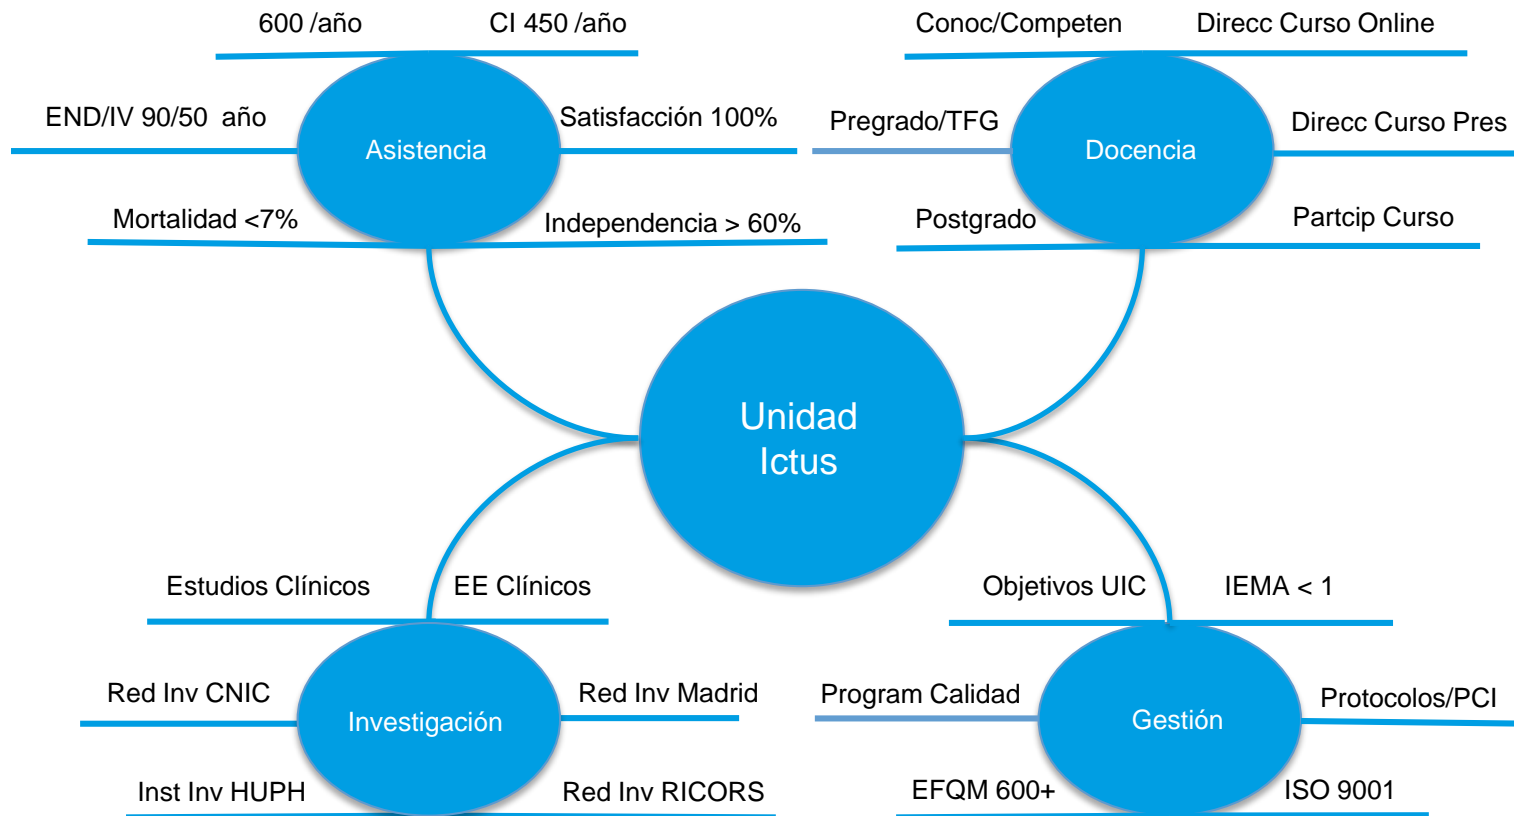 600 /año
CI 450 /año
END/IV 90/50 año
Satisfacción 100%
Asistencia
Mortalidad <7%
Independencia > 60%
Conoc/Competen
Direcc Curso Online
Pregrado/TFG
Direcc Curso Pres
Docencia
Postgrado
Partcip Curso
Unidad
Ictus
Estudios Clínicos
EE Clínicos
Red Inv CNIC
Red Inv Madrid
Investigación
Inst Inv HUPH
Red Inv RICORS
Objetivos UIC
IEMA < 1
Program Calidad
Protocolos/PCI
Gestión
EFQM 600+
ISO 9001